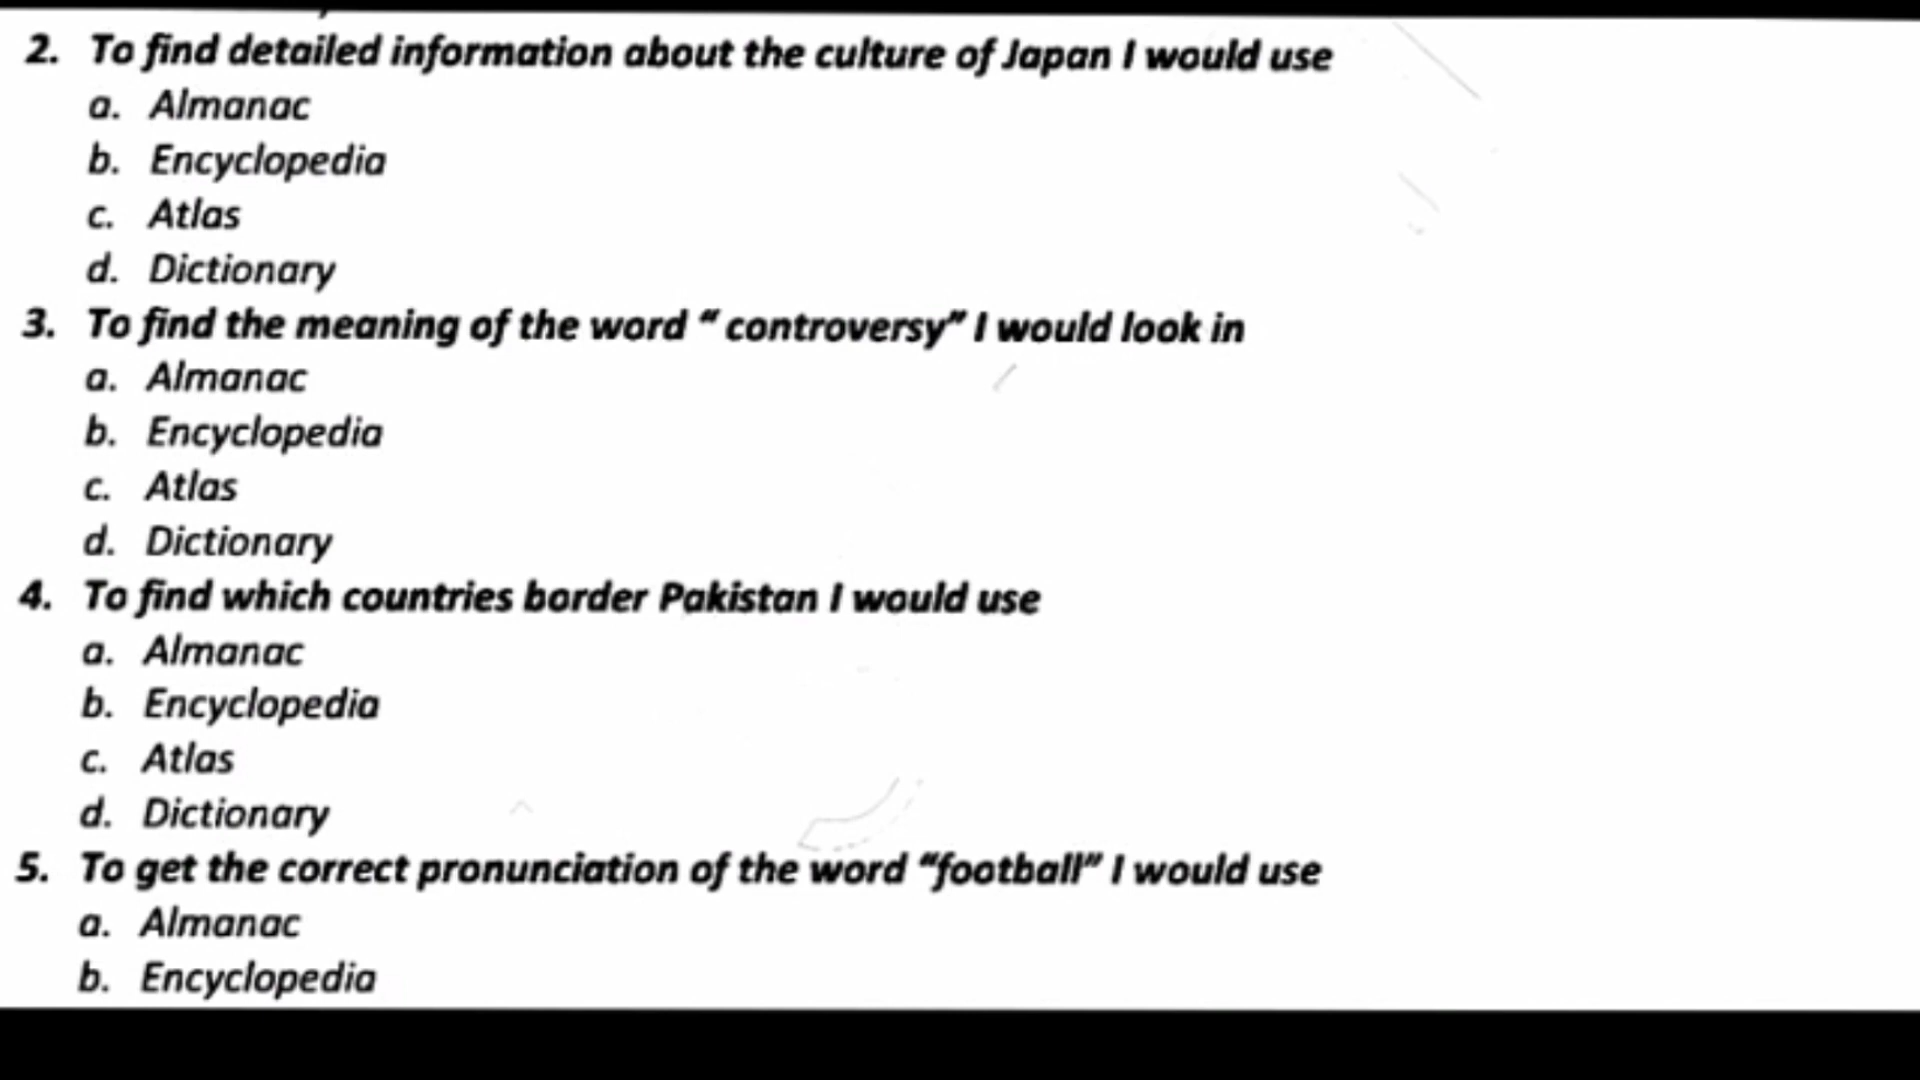 2. To find detailed information about the culture of Japan I would use
a. Almanac
b. Encyclopedia
c. Atlas
d. Dictionary
3. To find the meaning of the word “ controversy” I would look in
a. Almanac
b. Encyclopedia
c. Atlas
d. Dictionary
4. To find which countries border Pakistan I would use
a. Almanac
b. Encyclopedia
c. Atlas
d. Dictionary
5. To get the correct pronunciation of the word “football” I would use
a. Almanac
b. Encyclopedia